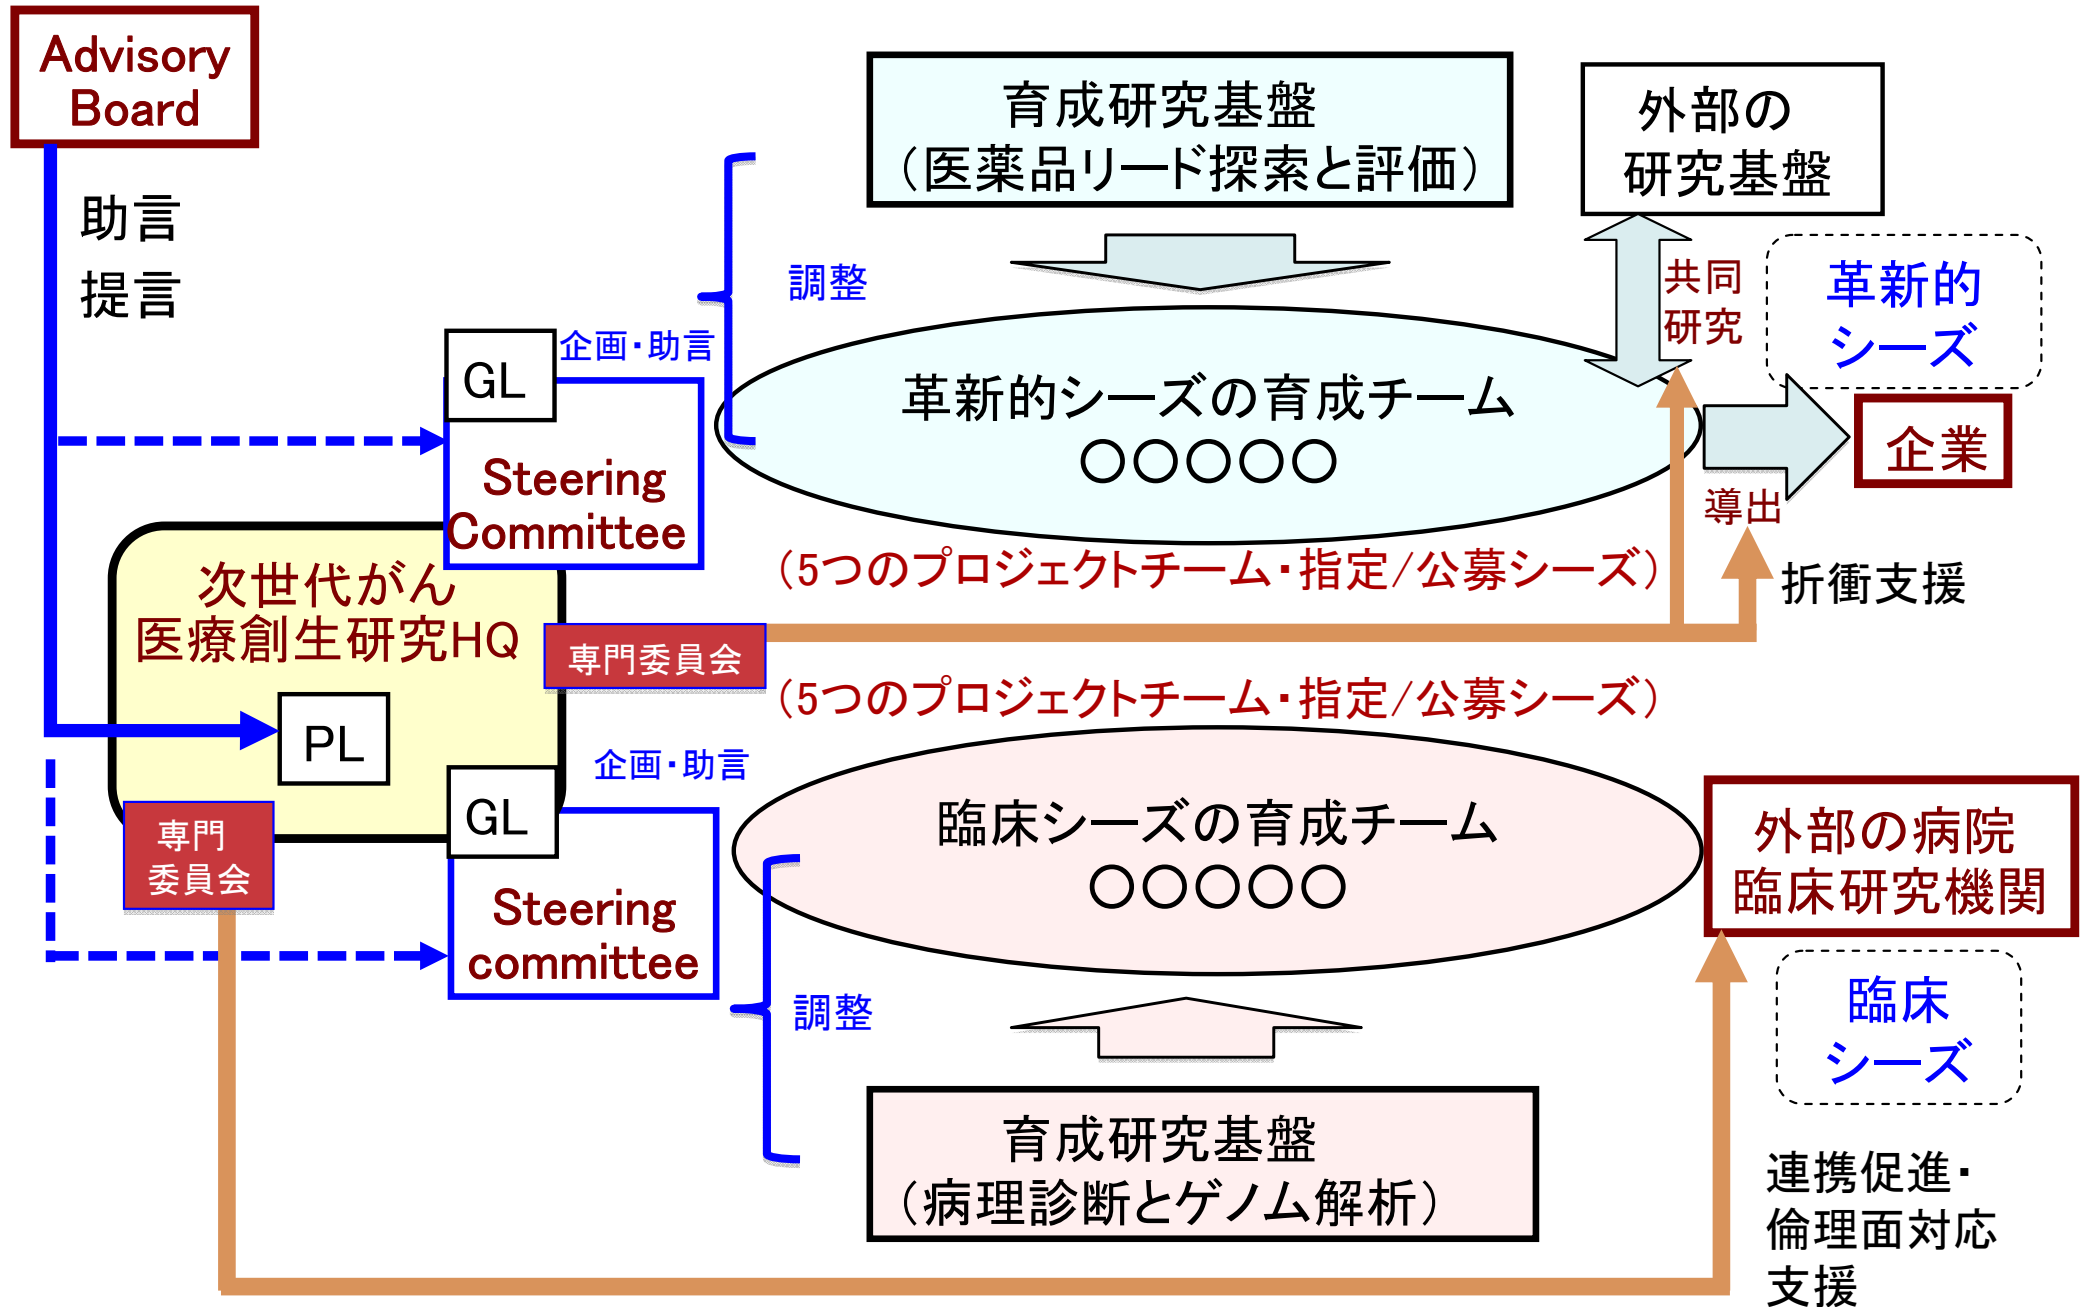 Advisory
Board
助言
提言
育成研究基盤
（医薬品リード探索と評価）
外部の
研究基盤
調整
共同
研究
革新的
シーズ
GL
企画・助言
Steering
Committee
革新的シーズの育成チーム
○○○○○
企業
導出
（5つのプロジェクトチーム・指定/公募シーズ）
折衝支援
次世代がん
医療創生研究HQ
専門委員会
PL
（5つのプロジェクトチーム・指定/公募シーズ）
GL
企画・助言
専門
委員会
Steering
committee
臨床シーズの育成チーム
○○○○○
外部の病院
臨床研究機関
調整
臨床
シーズ
育成研究基盤
（病理診断とゲノム解析）
連携促進・
倫理面対応
支援